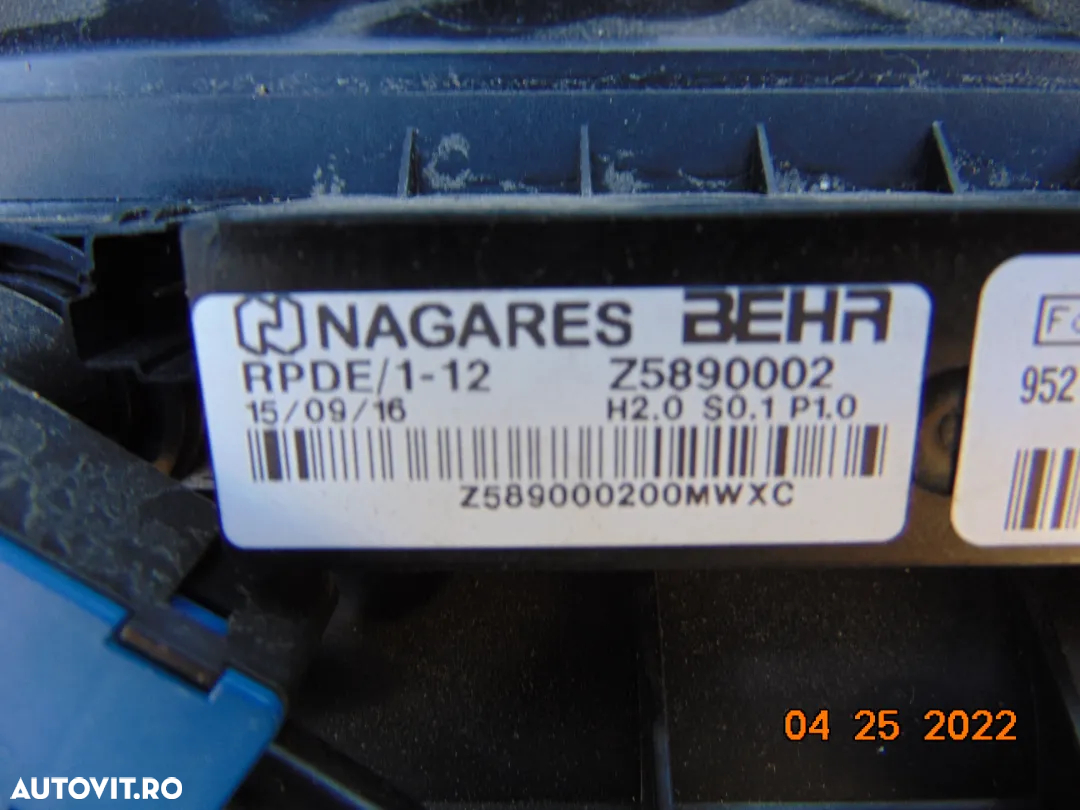 NAGARES BEHR
RPDE/1-12 Z5890002
15/09/16 H2.0 S0.1 P1.0
Z589000200MWXC
952
04 25 2022
AUTOVIT.RO